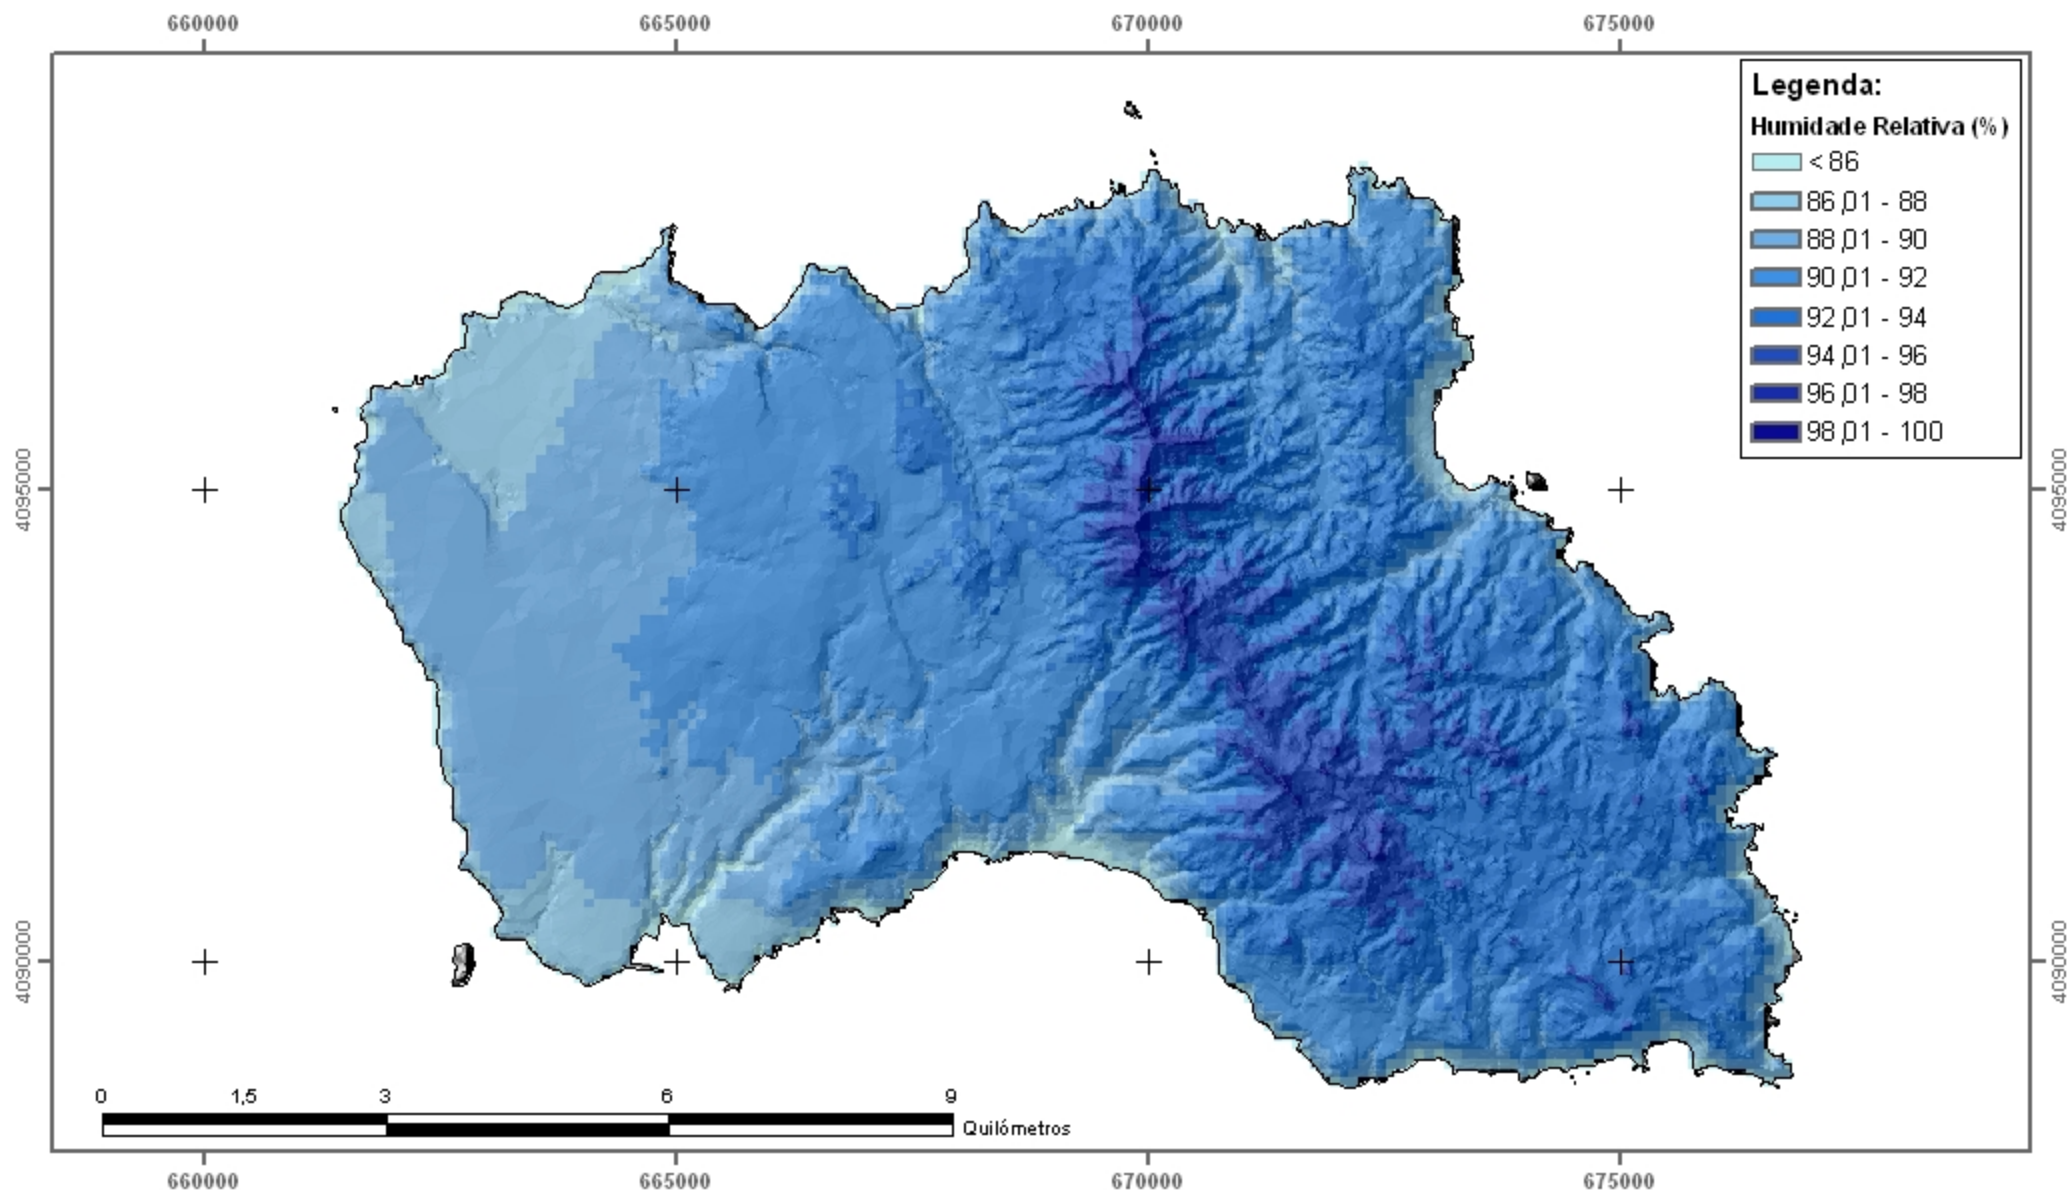 660000 665000 670000 675000
Legenda:
Humidade Relativa (%)
< 86
86,01 - 88
88,01 - 90
90,01 - 92
92,01 - 94
94,01 - 96
96,01 - 98
98,01 - 100
4095000 4095000
4090000 4090000
0 1,5 3 6 9
Quilómetros
660000 665000 670000 675000